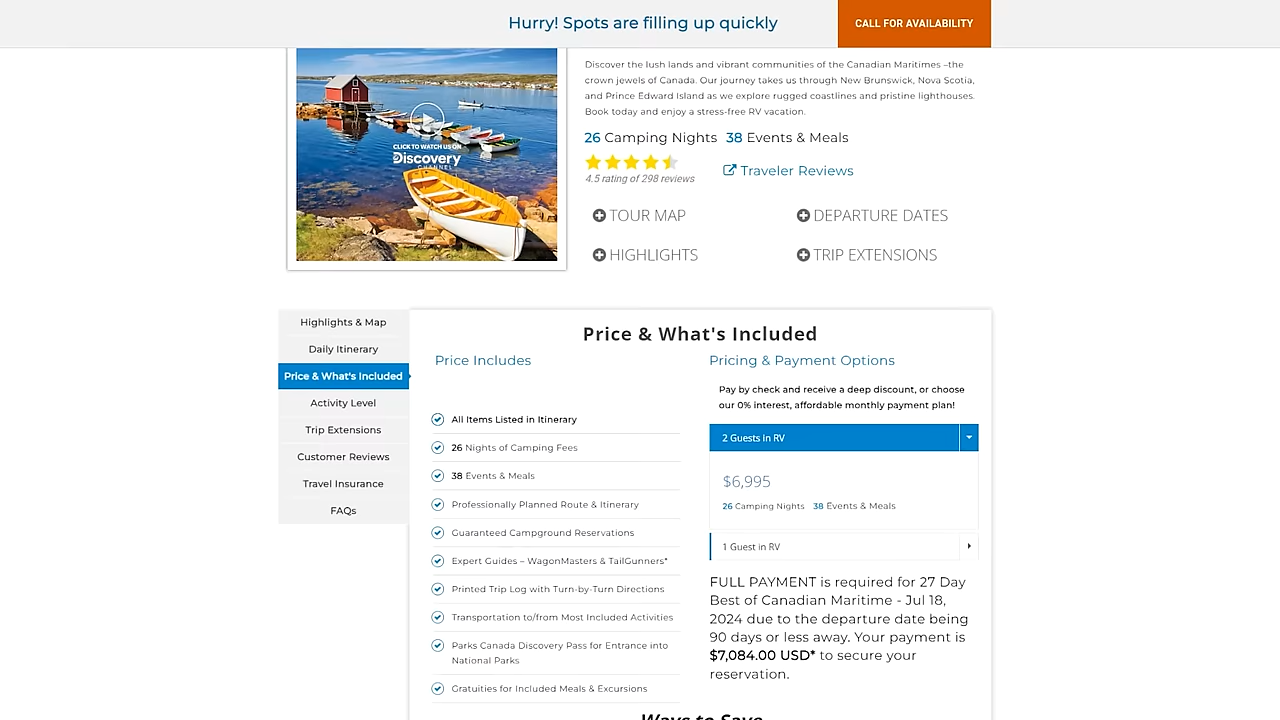 Hurry! Spots are filling up quickly
CALL FOR AVAILABILITY
Discover the lush lands and vibrant communities of the Canadian Maritimes –the
crown jewels of Canada. Our journey takes us through New Brunswick, Nova Scotia,
and Prince Edward Island as we explore rugged coastlines and pristine lighthouses.
Book today and enjoy a stress-free RV vacation.
CLICK TO WATCH US ON
Discovery
CHANNEL
26 Camping Nights 38 Events & Meals
4.5 rating of 298 reviews
Traveler Reviews
TOUR MAP
DEPARTURE DATES
HIGHLIGHTS
TRIP EXTENSIONS
Highlights & Map
Daily Itinerary
Price & What's Included
Activity Level
Trip Extensions
Customer Reviews
Travel Insurance
FAQs
Price & What's Included
Price Includes
All Items Listed in Itinerary
26 Nights of Camping Fees
38 Events & Meals
Professionally Planned Route & Itinerary
Guaranteed Campground Reservations
Expert Guides – WagonMasters & TailGunners*
Printed Trip Log with Turn-by-Turn Directions
Transportation to/from Most Included Activities
Parks Canada Discovery Pass for Entrance into
National Parks
Gratuities for Included Meals & Excursions
Pricing & Payment Options
Pay by check and receive a deep discount, or choose
our 0% interest, affordable monthly payment plan!
2 Guests in RV
$6,995
26 Camping Nights 38 Events & Meals
1 Guest in RV
FULL PAYMENT is required for 27 Day
Best of Canadian Maritime - Jul 18,
2024 due to the departure date being
90 days or less away. Your payment is
$7,084.00 USD* to secure your
reservation.
Ways to Save